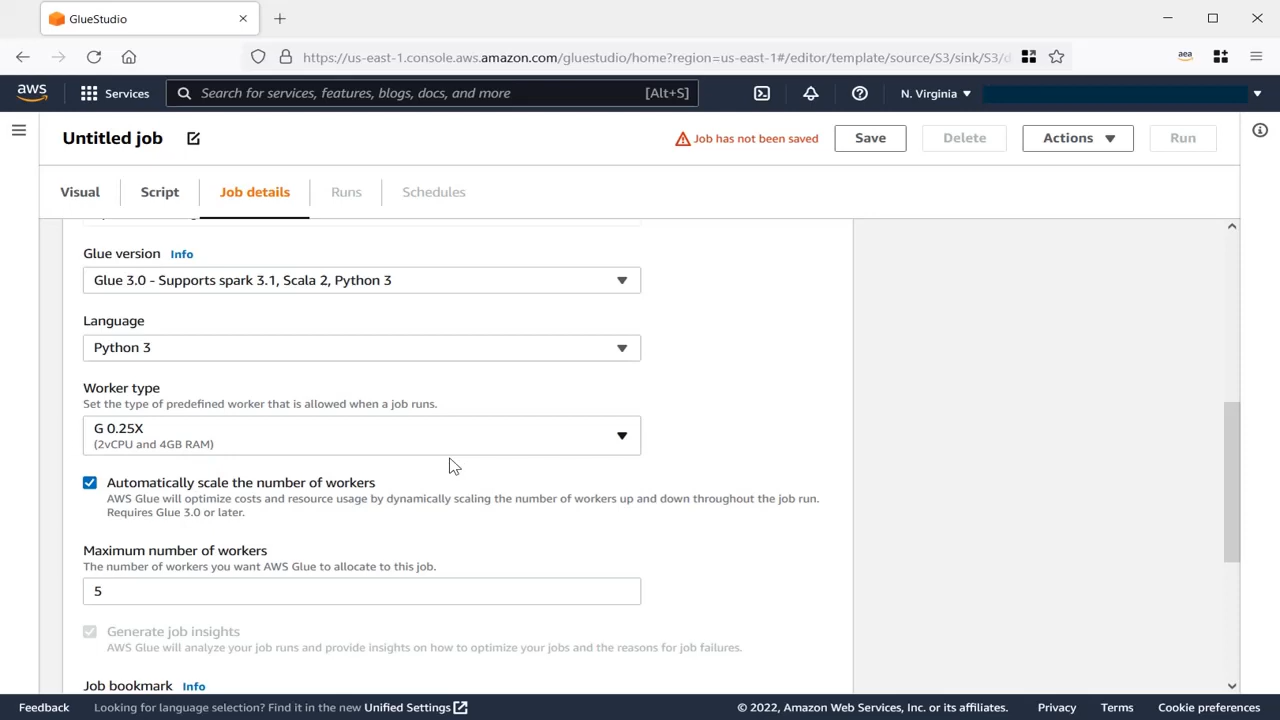 GlueStudio
https://us-east-1.console.aws.amazon.com/gluestudio/home?region=us-east-1#/editor/template/source/S3/sink/S3/
aea
aws
Services
Search for services, features, blogs, docs, and more
[Alt+S]
N. Virginia
Untitled job
Job has not been saved
Save
Delete
Actions
Run
Visual
Script
Job details
Runs
Schedules
Glue version Info
Glue 3.0 - Supports spark 3.1, Scala 2, Python 3
Language
Python 3
Worker type
Set the type of predefined worker that is allowed when a job runs.
G 0.25X
(2vCPU and 4GB RAM)
Automatically scale the number of workers
AWS Glue will optimize costs and resource usage by dynamically scaling the number of workers up and down throughout the job run.
Requires Glue 3.0 or later.
Maximum number of workers
The number of workers you want AWS Glue to allocate to this job.
5
Generate job insights
AWS Glue will analyze your job runs and provide insights on how to optimize your jobs and the reasons for job failures.
Job bookmark Info
Feedback
Looking for language selection? Find it in the new Unified Settings
© 2022, Amazon Web Services, Inc. or its affiliates.
Privacy
Terms
Cookie preferences